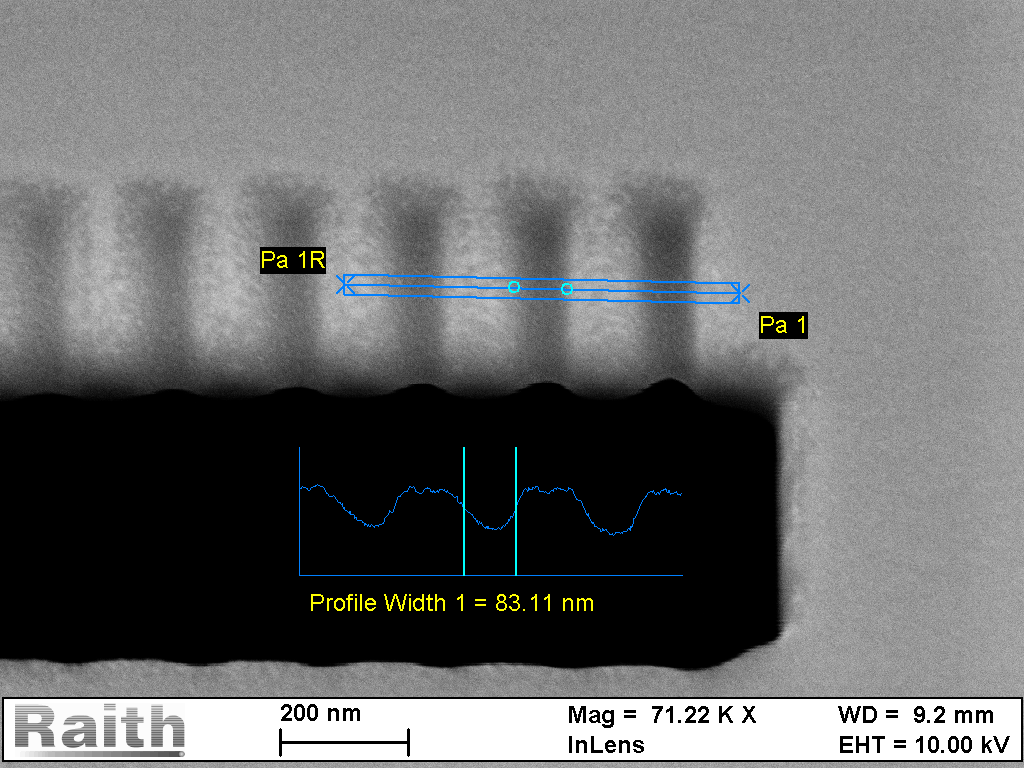 Pa 1R
Pa 1
Profile Width 1 = 83.11 nm
Raith
200 nm
Mag = 71.22 K X
WD = 9.2 mm
InLens
EHT = 10.00 kV